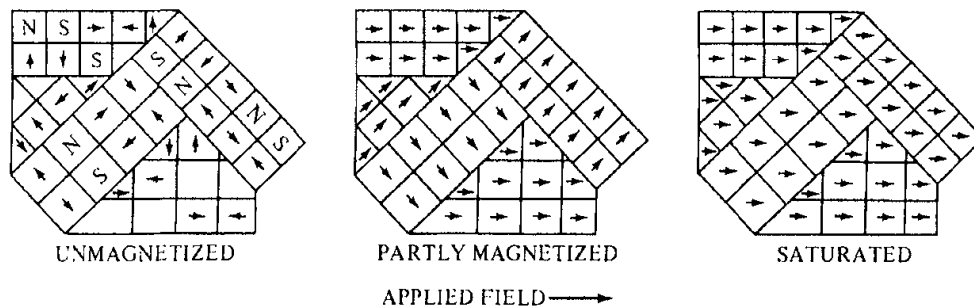 N S
S
S
N
N
N
S
S
UNMAGNETIZED
PARTLY MAGNETIZED
SATURATED
APPLIED FIELD